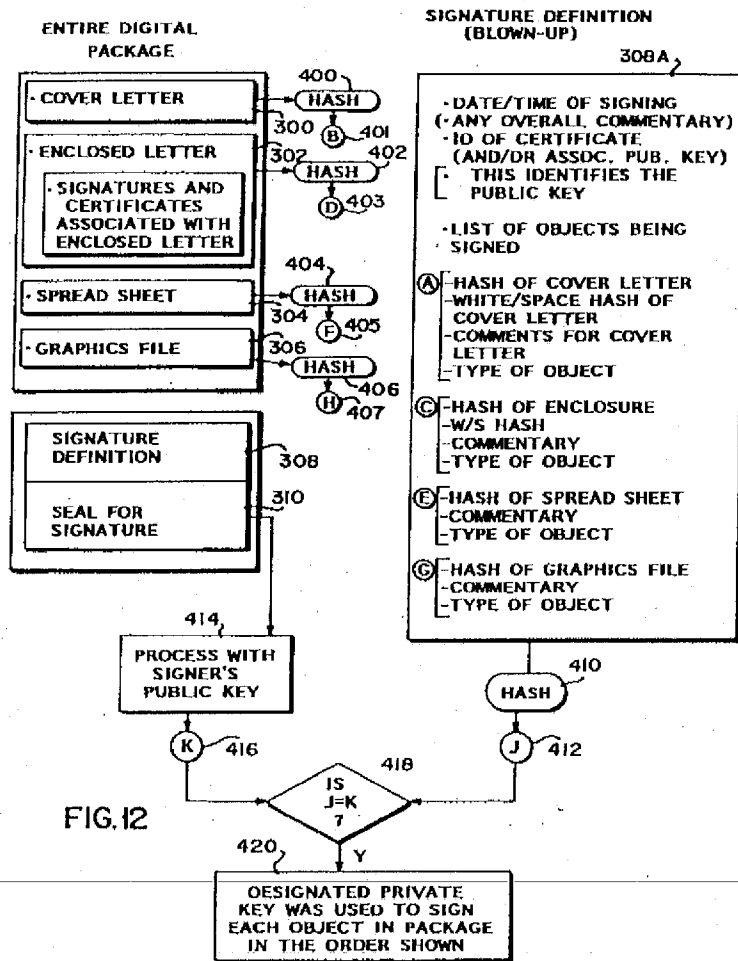 ENTIRE DIGITAL
PACKAGE
· COVER LETTER
300
400
HASH
B
401
· ENCLOSED LETTER
302
· SIGNATURES AND
CERTIFICATES
ASSOCIATED WITH
ENCLOSED LETTER
402
HASH
D
403
· SPREAD SHEET
304
404
HASH
F
405
· GRAPHICS FILE
306
HASH
406
H
407
SIGNATURE
DEFINITION
308
310
SEAL FOR
SIGNATURE
SIGNATURE DEFINITION
(BLOWN-UP)
308A
·DATE/TIME OF SIGNING
(·ANY OVERALL COMMENTARY)
·ID OF CERTIFICATE
(AND/OR ASSOC. PUB. KEY)
· THIS IDENTIFIES THE
PUBLIC KEY
·LIST OF OBJECTS BEING
SIGNED
A
-HASH OF COVER LETTER
-WHITE/SPACE HASH OF
COVER LETTER
-COMMENTS FOR COVER
LETTER
-TYPE OF OBJECT
C
-HASH OF ENCLOSURE
-W/S HASH
-COMMENTARY
-TYPE OF OBJECT
E
-HASH OF SPREAD SHEET
-COMMENTARY
-TYPE OF OBJECT
G
-HASH OF GRAPHICS FILE
-COMMENTARY
-TYPE OF OBJECT
414
PROCESS WITH
SIGNER'S
PUBLIC KEY
K
416
410
HASH
J
412
418
IS
J=K
?
Y
FIG.12
420
DESIGNATED PRIVATE
KEY WAS USED TO SIGN
EACH OBJECT IN PACKAGE
IN THE ORDER SHOWN